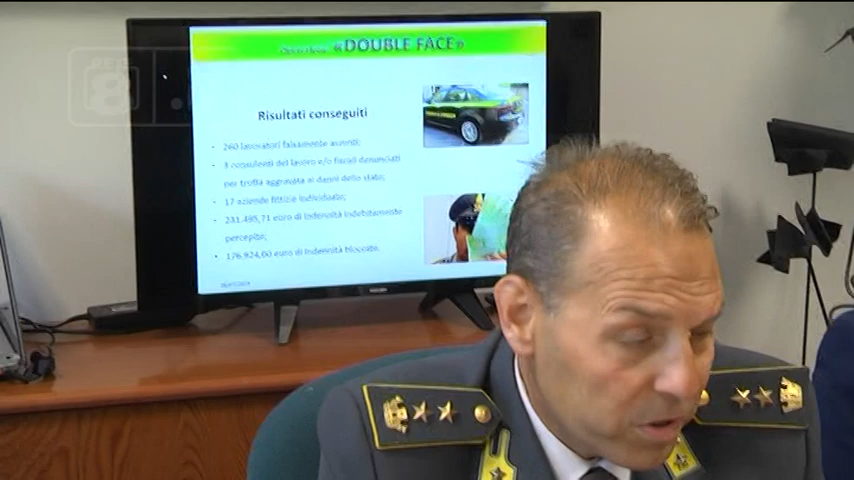 «DOUBLE FACE»
Risultati conseguiti
- 260 lavoratori falsamente assunti;
- 3 consulenti del lavoro e/o fiscali denunciati
per truffa aggravata ai danni dello stato;
- 17 aziende fittizie individuate;
- 231.495,71 euro di indennità indebitamente
percepite;
- 176.924,00 euro di indennità bloccate.
8